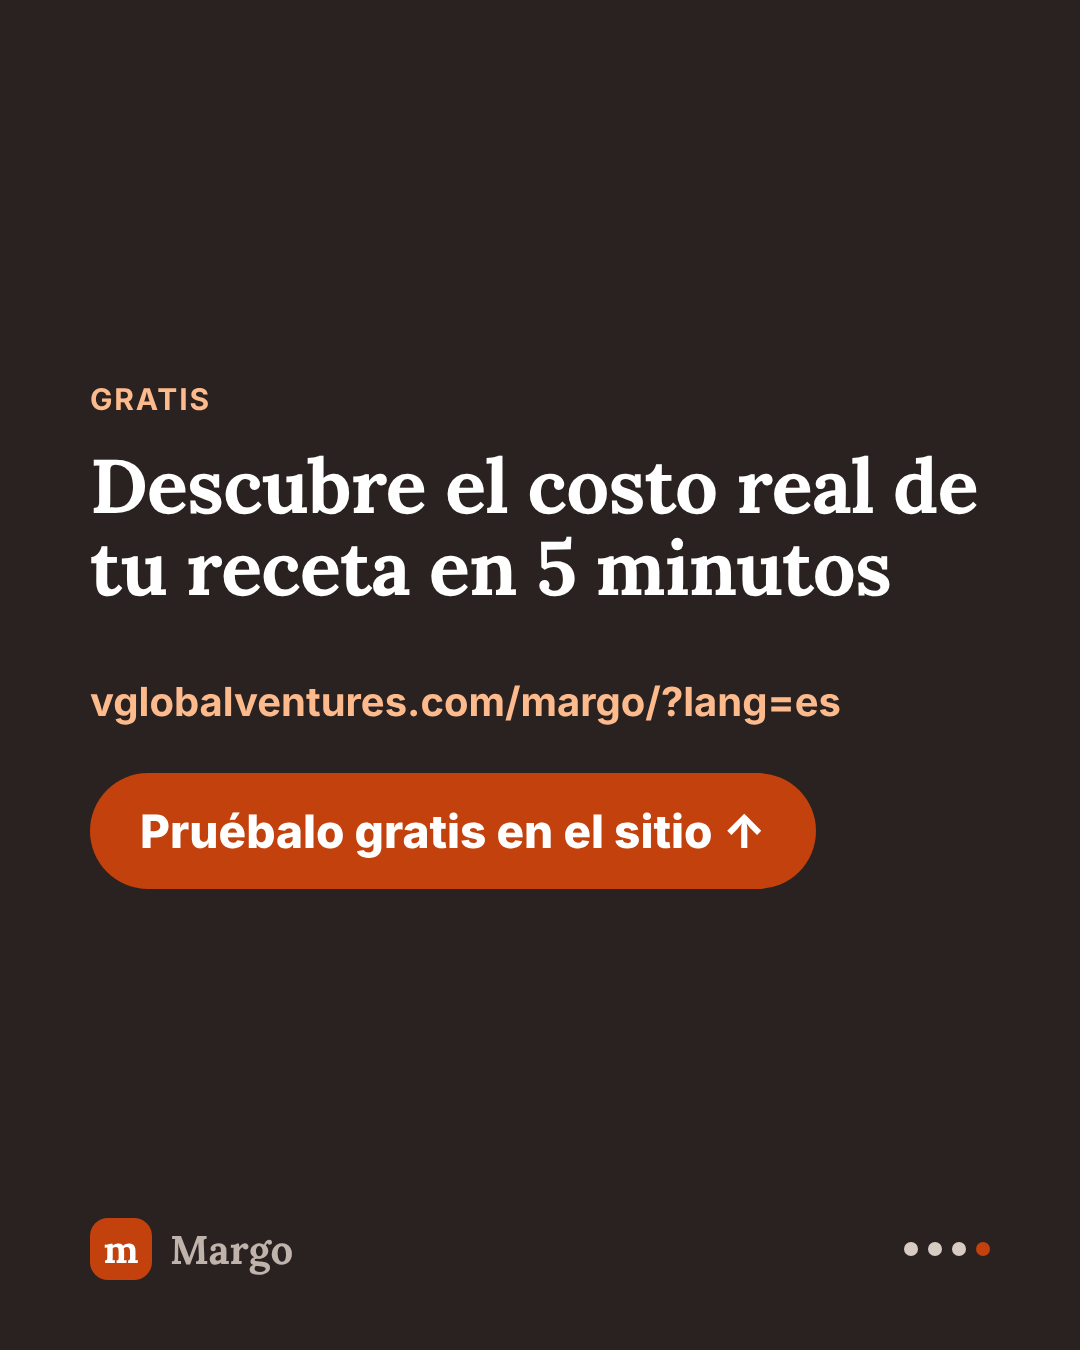 GRATIS
Descubre el costo real de
tu receta en 5 minutos
vglobalventures.com/margo/?lang=es
Pruébalo gratis en el sitio ↑
m Margo